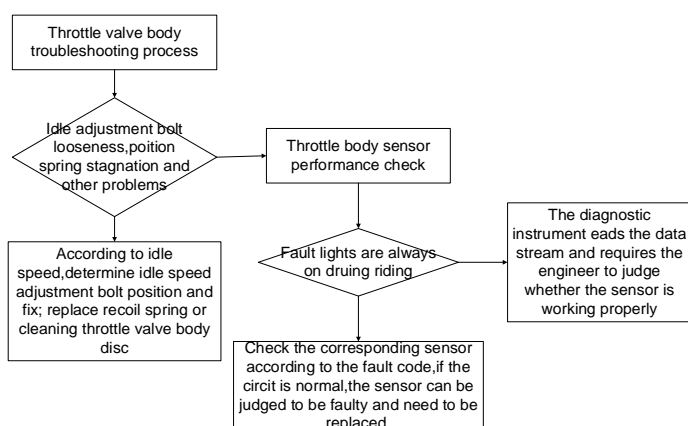 Throttle valve body
troubleshooting process
Idle adjustment bolt
looseness,poition
spring stagnation and
other problems
Throttle body sensor
performance check
According to idle
speed,determine idle speed
adjustment bolt position and
fix; replace recoil spring or
cleaning throttle valve body
disc
Fault lights are always
on druing riding
The diagnostic
instrument eads the data
stream and requires the
engineer to judge
whether the sensor is
working properly
Check the corresponding sensor
according to the fault code,if the
circit is normal,the sensor can be
judged to be faulty and need to be
replaced